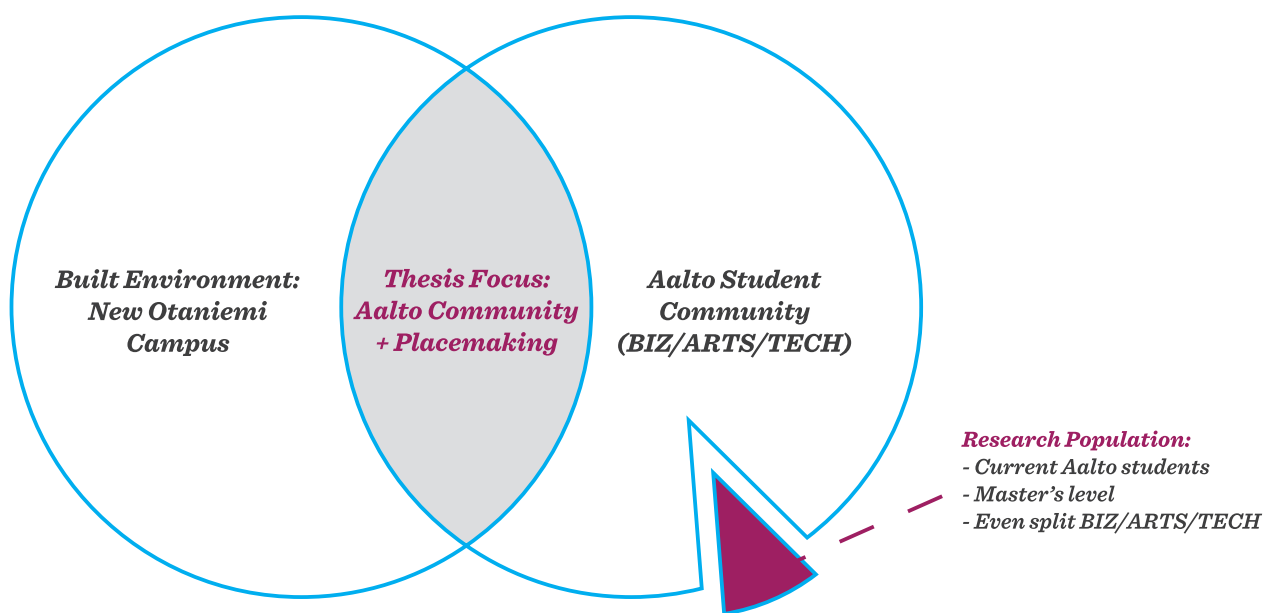 Built Environment:
New Otaniemi
Campus
Thesis Focus:
Aalto Community
+ Placemaking
Aalto Student
Community
(BIZ/ARTS/TECH)
Research Population:
- Current Aalto students
- Master’s level
- Even split BIZ/ARTS/TECH